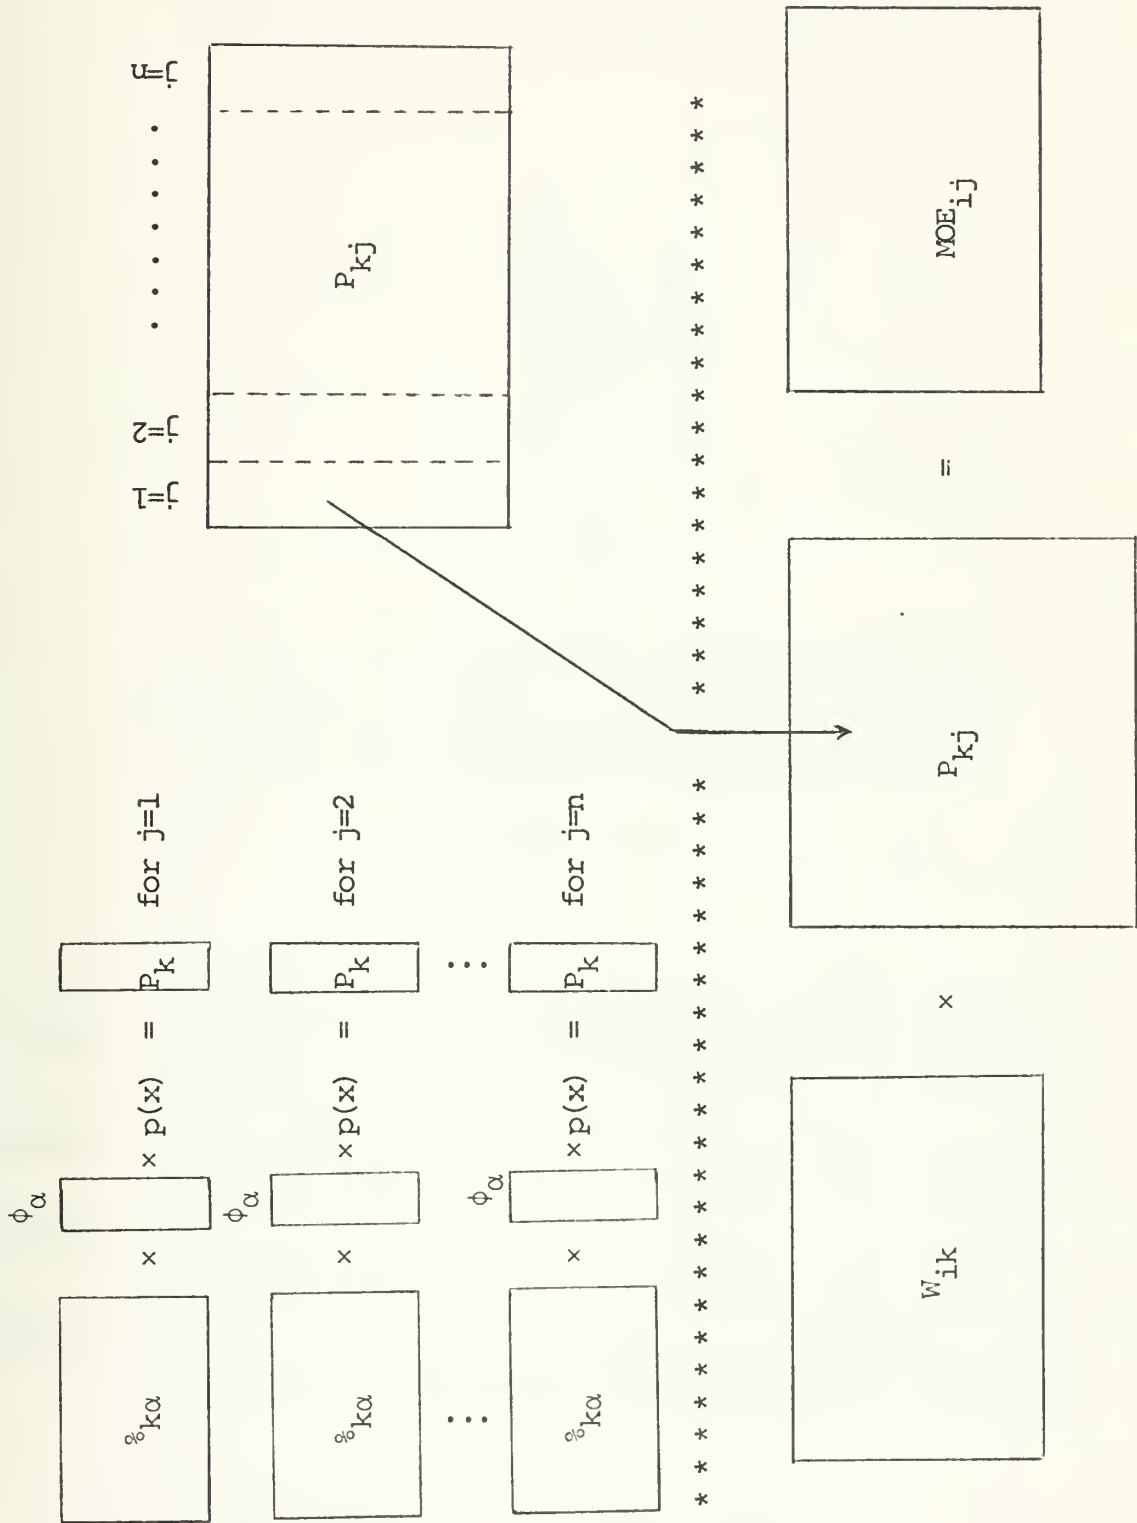 ϕα
%kα × × p(x) = Pk for j=1
j=1 j=2 . . . . . . . j=n
Pkj
ϕα
%kα × ×p(x) = Pk for j=2
... ...
ϕα
%kα × ×p(x) = Pk for j=n
* * * * * * * * * * * * * * * * * * * * * * * * * * * * * * * * * * * * * * * * * *
Wik × Pkj = MOEij